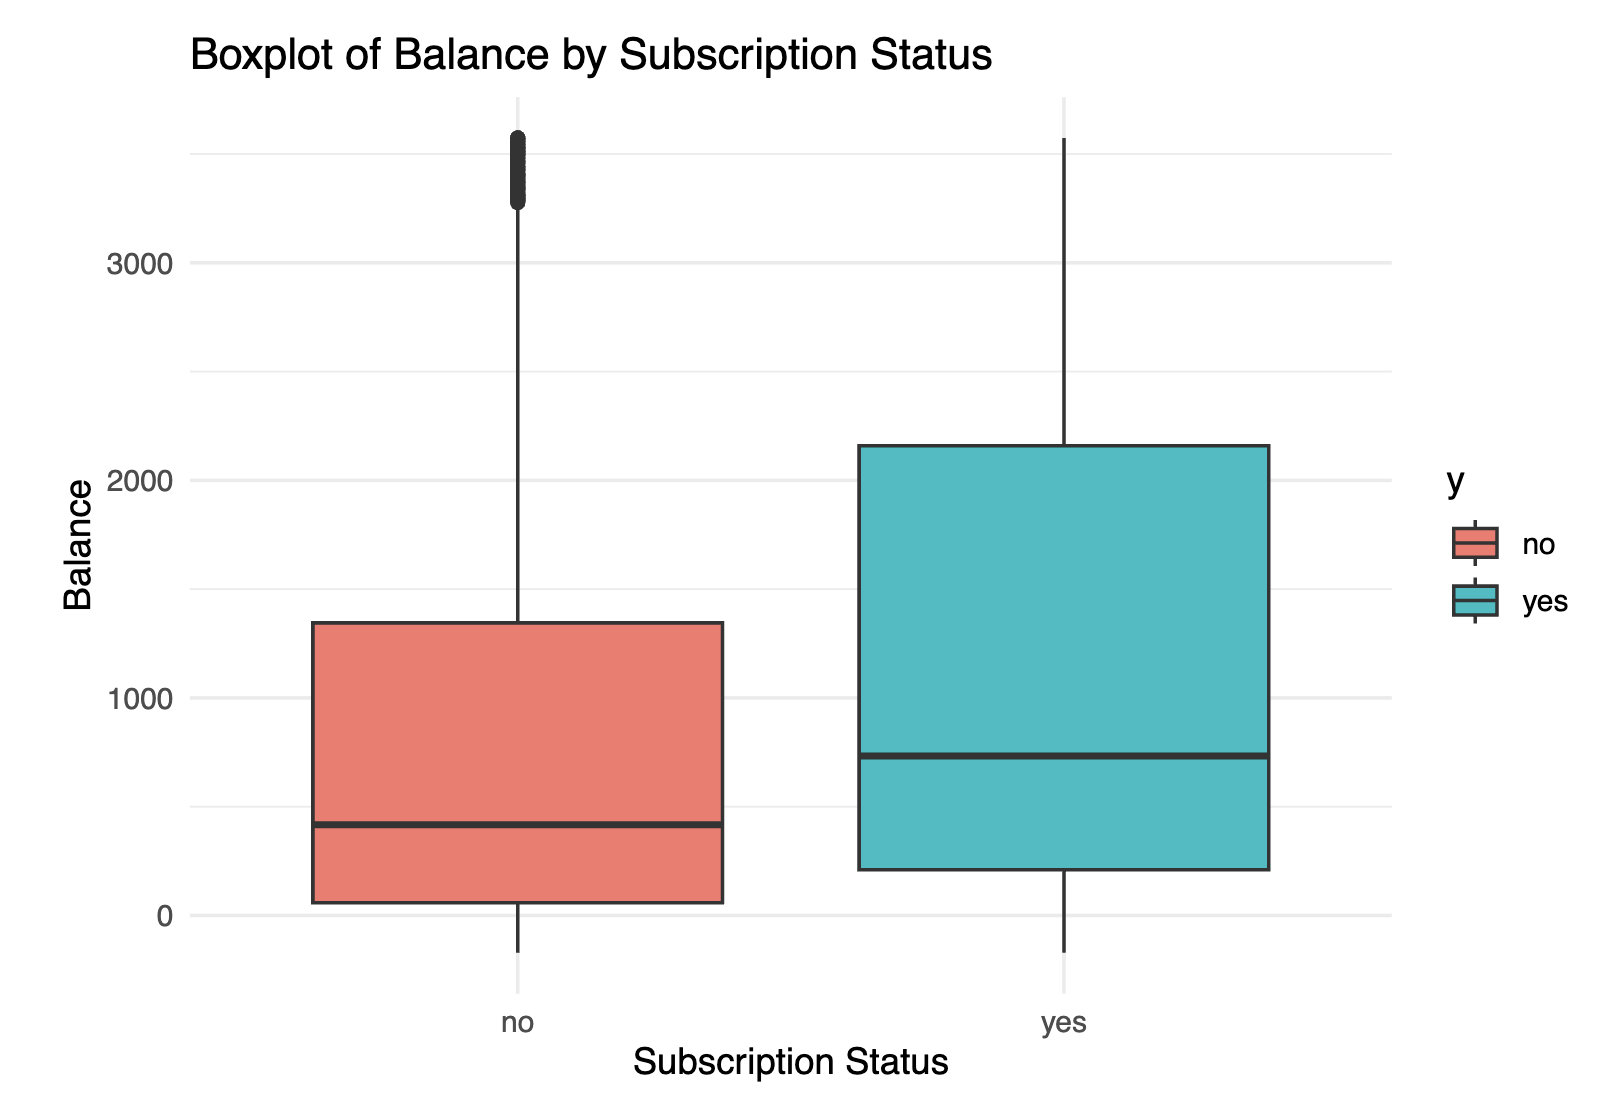 Boxplot of Balance by Subscription Status
3000
2000
1000
0
Balance
no
yes
Subscription Status
y
no
yes